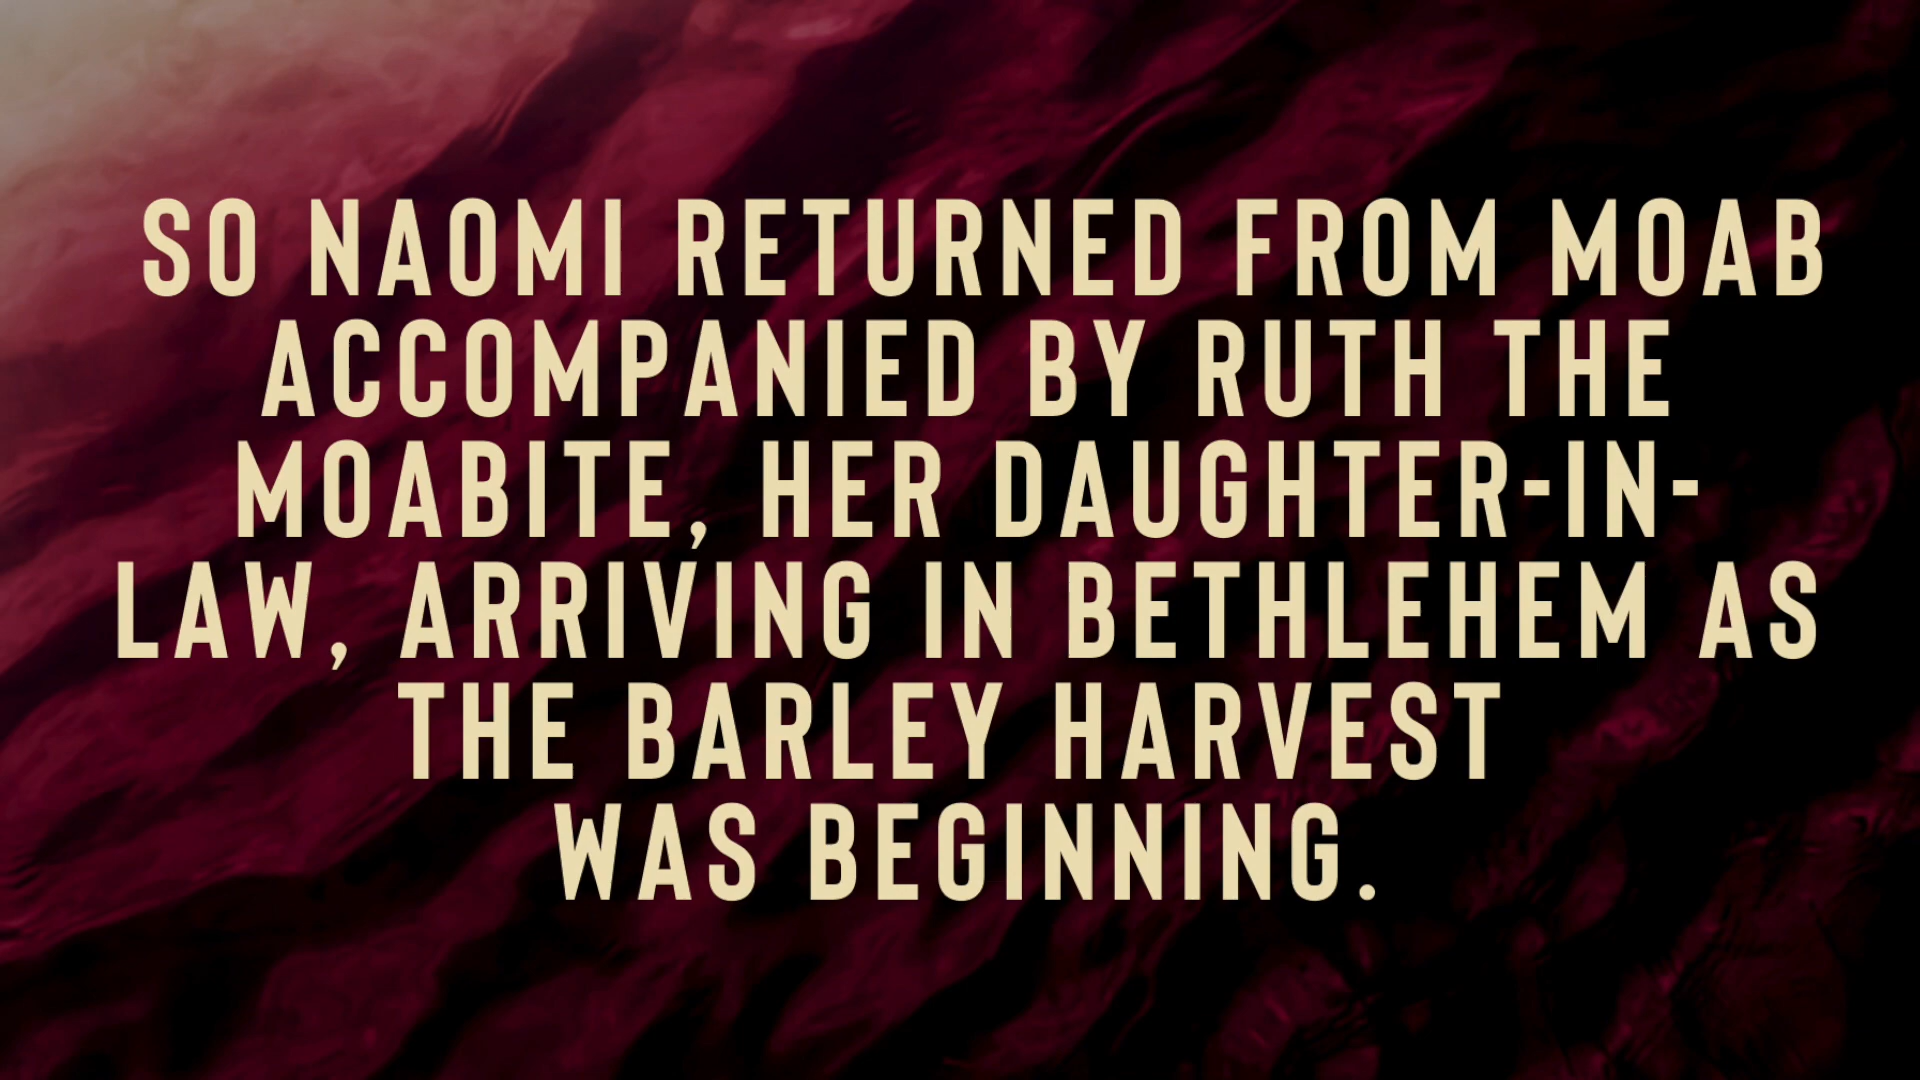 SO NAOMI RETURNED FROM MOAB
ACCOMPANIED BY RUTH THE
MOABITE, HER DAUGHTER-IN-
LAW, ARRIVING IN BETHLEHEM AS
THE BARLEY HARVEST
WAS BEGINNING.